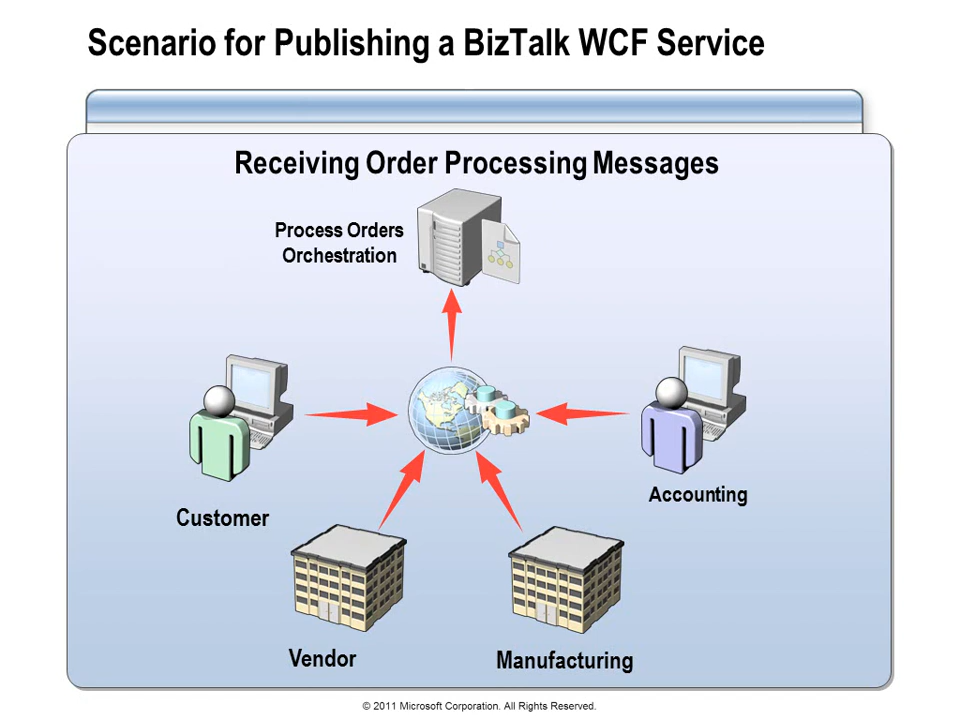 Scenario for Publishing a BizTalk WCF Service
Receiving Order Processing Messages
Process Orders
Orchestration
Customer
Accounting
Vendor
Manufacturing
© 2011 Microsoft Corporation. All Rights Reserved.